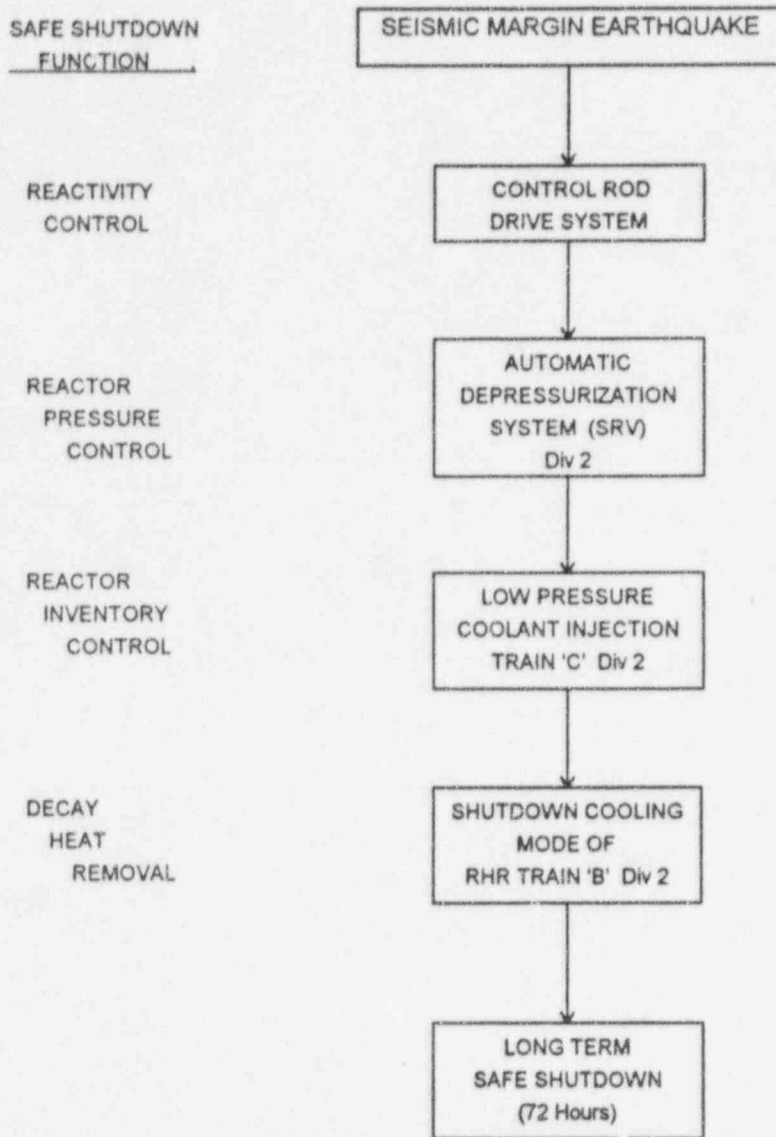 SAFE SHUTDOWN
FUNCTION
SEISMIC MARGIN EARTHQUAKE
REACTIVITY
CONTROL
CONTROL ROD
DRIVE SYSTEM
REACTOR
PRESSURE
CONTROL
AUTOMATIC
DEPRESSURIZATION
SYSTEM (SRV)
Div 2
REACTOR
INVENTORY
CONTROL
LOW PRESSURE
COOLANT INJECTION
TRAIN 'C' Div 2
DECAY
HEAT
REMOVAL
SHUTDOWN COOLING
MODE OF
RHR TRAIN 'B' Div 2
LONG TERM
SAFE SHUTDOWN
(72 Hours)